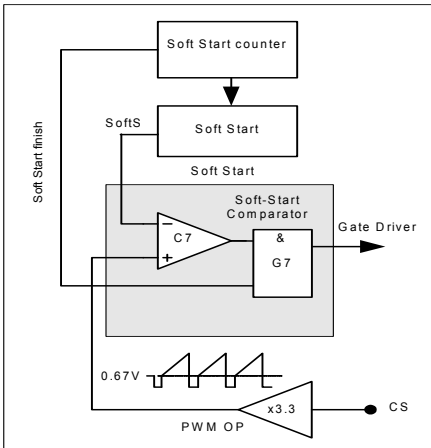 Soft Start counter
Soft Start finish
SoftS
Soft Start
Soft Start
Soft-Start
Comparator
C7
&
G7
Gate Driver
0.67V
x3.3
CS
PWM OP